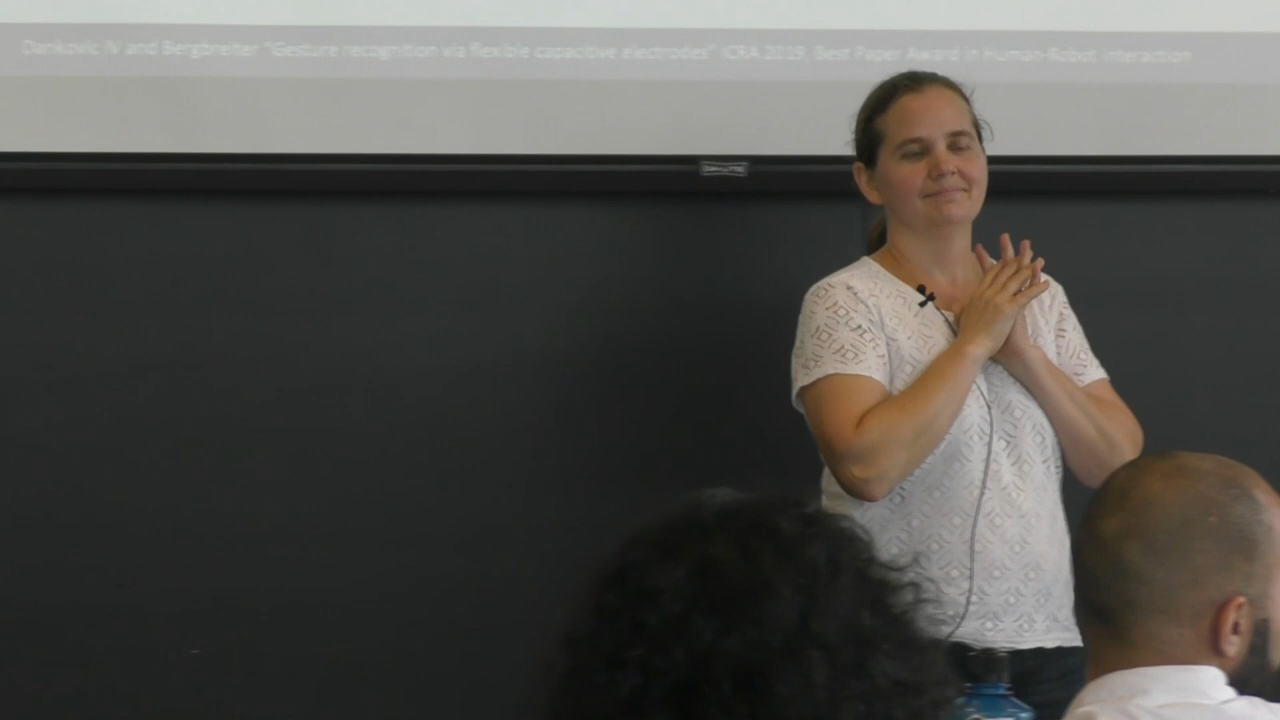 Dankovic IV and Bergbreiter "Gesture recognition via flexible capacitive electrodes" ICRA 2019, Best Paper Award in Human-Robot Interaction